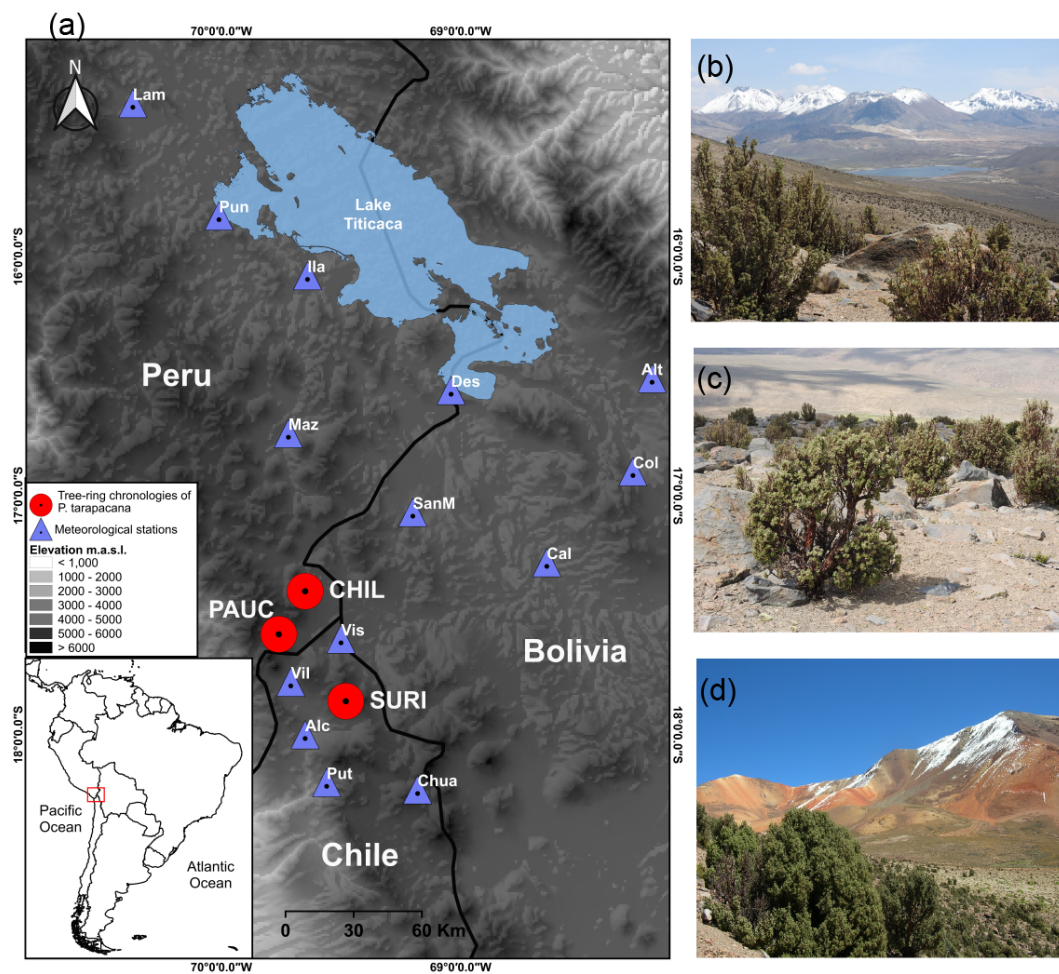 (a)
70°0'0.0"W
69°0'0.0"W
N
Lam
Pun
Lake
Titicaca
16°0'0.0"S
16°0'0.0"S
Ila
Peru
Des
Alt
Maz
Col
17°0'0.0"S
17°0'0.0"S
SanM
Tree-ring chronologies of
P. tarapacana
Meteorological stations
Elevation m.a.s.l.
< 1,000
1000 - 2000
2000 - 3000
3000 - 4000
4000 - 5000
5000 - 6000
> 6000
Cal
CHIL
PAUC
Vis
Bolivia
Vil
SURI
Alc
18°0'0.0"S
18°0'0.0"S
Put
Chua
Chile
Pacific
Ocean
Atlantic
Ocean
0 30 60 Km
70°0'0.0"W
69°0'0.0"W
(b)
(c)
(d)